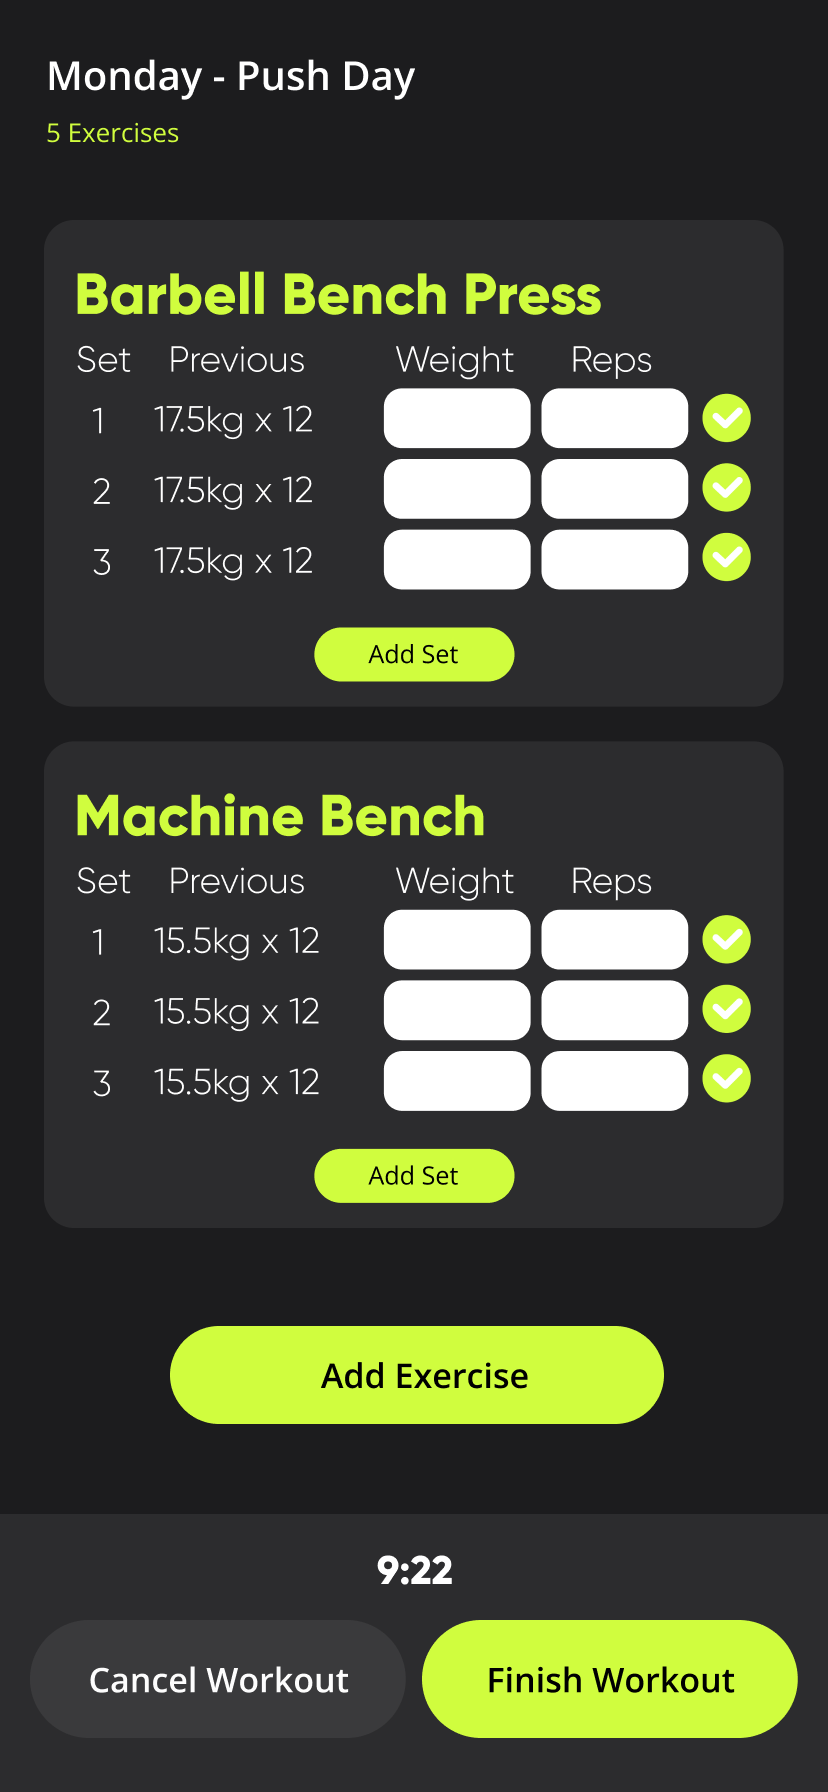 Monday - Push Day
5 Exercises
Barbell Bench Press
Set Previous Weight Reps
1 17.5kg x 12
2 17.5kg x 12
3 17.5kg x 12
Add Set
Machine Bench
Set Previous Weight Reps
1 15.5kg x 12
2 15.5kg x 12
3 15.5kg x 12
Add Set
Add Exercise
9:22
Cancel Workout Finish Workout